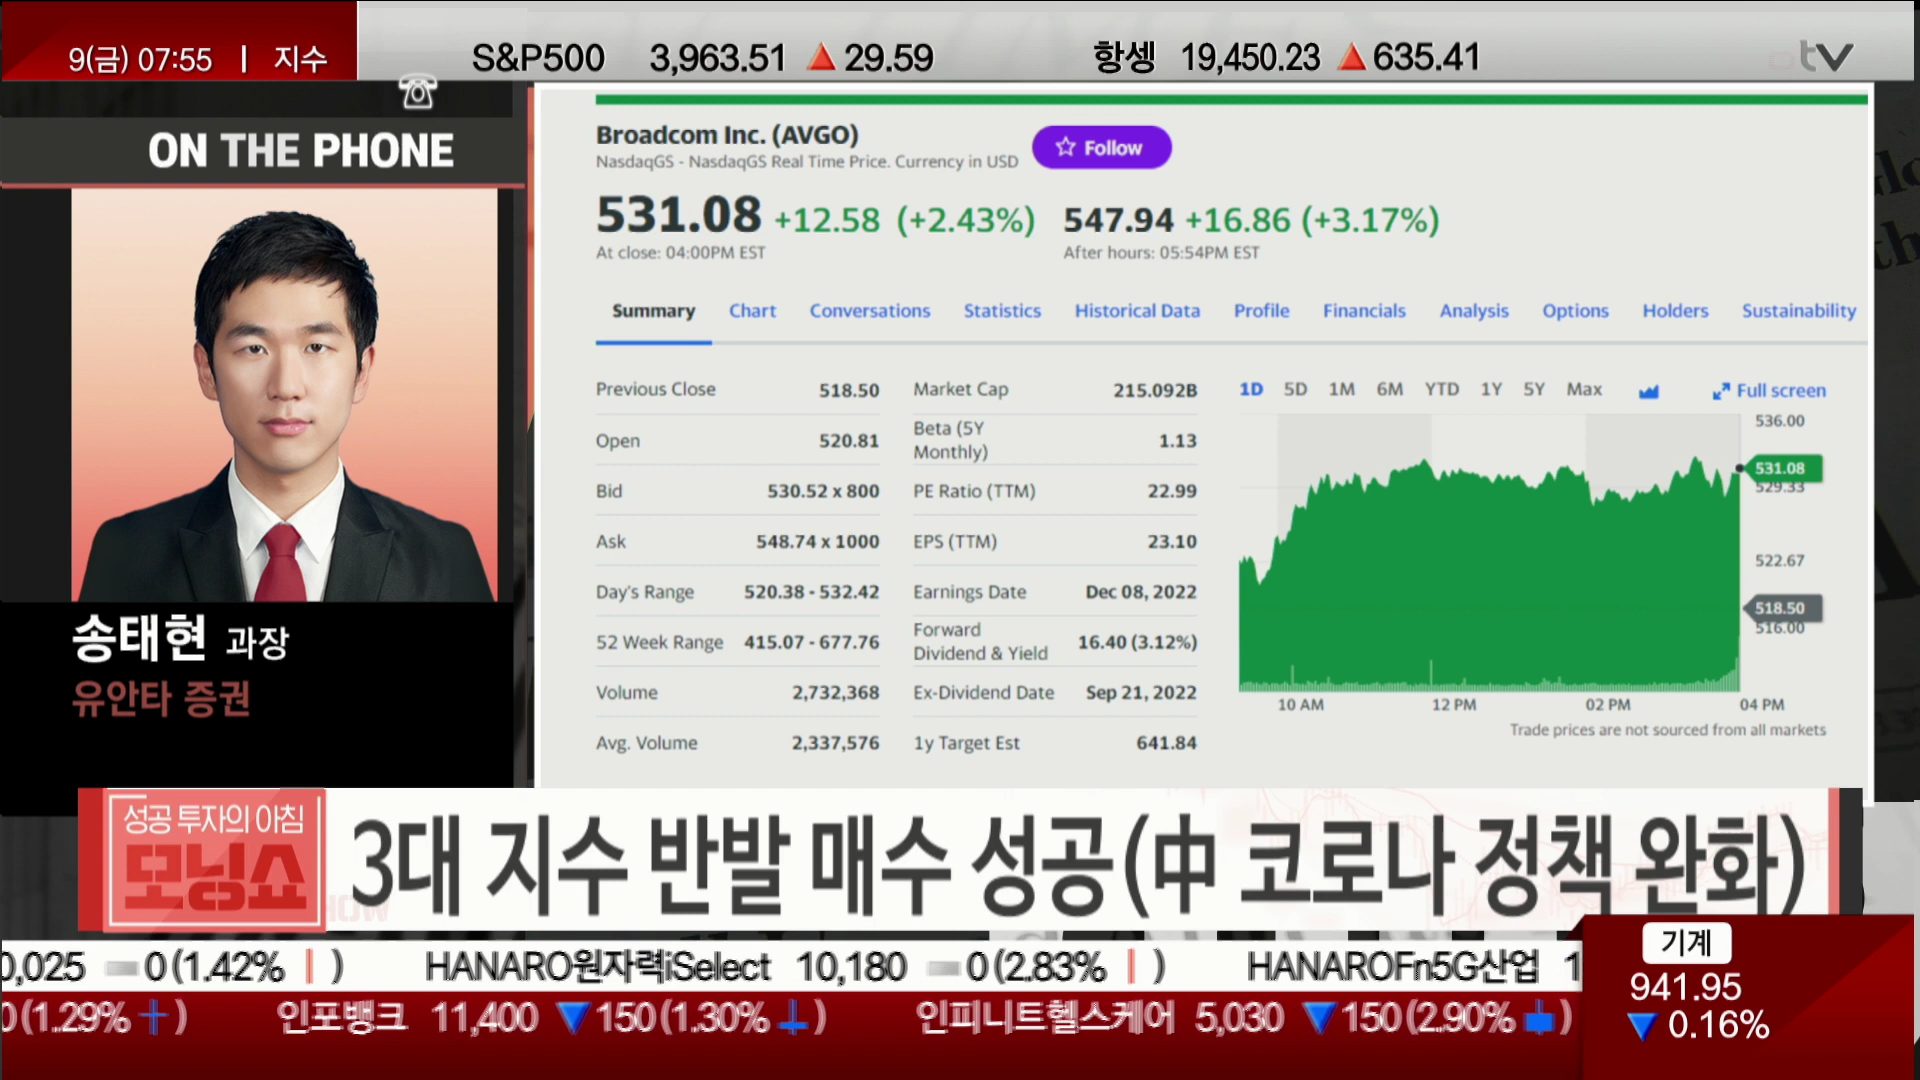 9(금) 07:55 | 지수
S&P500 3,963.51 ▲ 29.59 항셍 19,450.23 ▲ 635.41
tv
ON THE PHONE
송태현 과장
유안타 증권
Broadcom Inc. (AVGO)
Follow
NasdaqGS - NasdaqGS Real Time Price. Currency in USD
531.08 +12.58 (+2.43%) 547.94 +16.86 (+3.17%)
At close: 04:00PM EST After hours: 05:54PM EST
Summary Chart Conversations Statistics Historical Data Profile Financials Analysis Options Holders Sustainability
Previous Close 518.50
Open 520.81
Bid 530.52 x 800
Ask 548.74 x 1000
Day's Range 520.38 - 532.42
52 Week Range 415.07 - 677.76
Volume 2,732,368
Avg. Volume 2,337,576
Market Cap 215.092B
Beta (5Y
Monthly) 1.13
PE Ratio (TTM) 22.99
EPS (TTM) 23.10
Earnings Date Dec 08, 2022
Forward
Dividend & Yield 16.40 (3.12%)
Ex-Dividend Date Sep 21, 2022
1y Target Est 641.84
1D 5D 1M 6M YTD 1Y 5Y Max Full screen
536.00
531.08
529.33
522.67
518.50
516.00
10 AM 12 PM 02 PM 04 PM
Trade prices are not sourced from all markets
성공 투자의 아침
모닝쇼
3대 지수 반발 매수 성공(中 코로나 정책 완화)
0,025 0(1.42% ) HANARO원자력iSelect 10,180 0(2.83% ) HANAROFn5G산업 1
0(1.29% ) 인포뱅크 11,400 ▼150(1.30% ) 인피니트헬스케어 5,030 ▼150(2.90% )
기계
941.95
▼ 0.16%